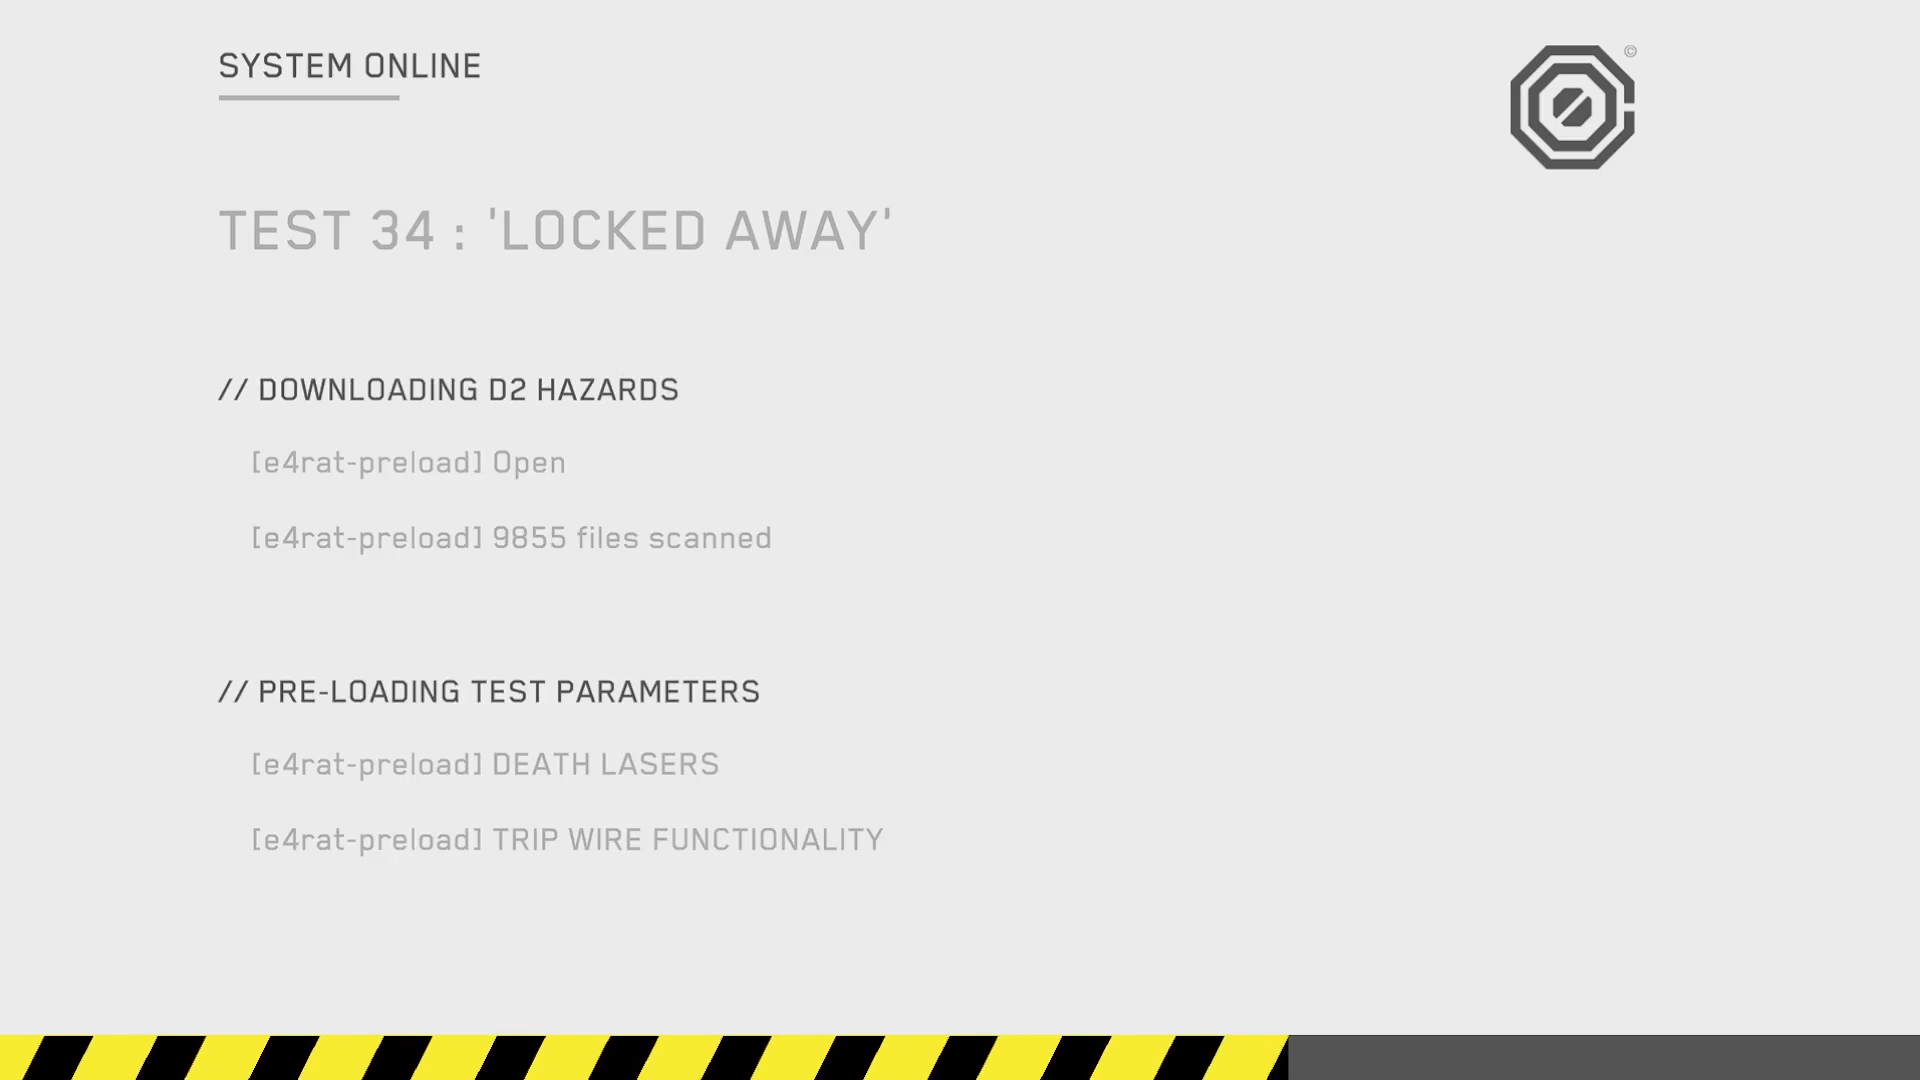 SYSTEM ONLINE
©
TEST 34 : 'LOCKED AWAY'
// DOWNLOADING D2 HAZARDS
[e4rat-preload] Open
[e4rat-preload] 9855 files scanned
// PRE-LOADING TEST PARAMETERS
[e4rat-preload] DEATH LASERS
[e4rat-preload] TRIP WIRE FUNCTIONALITY